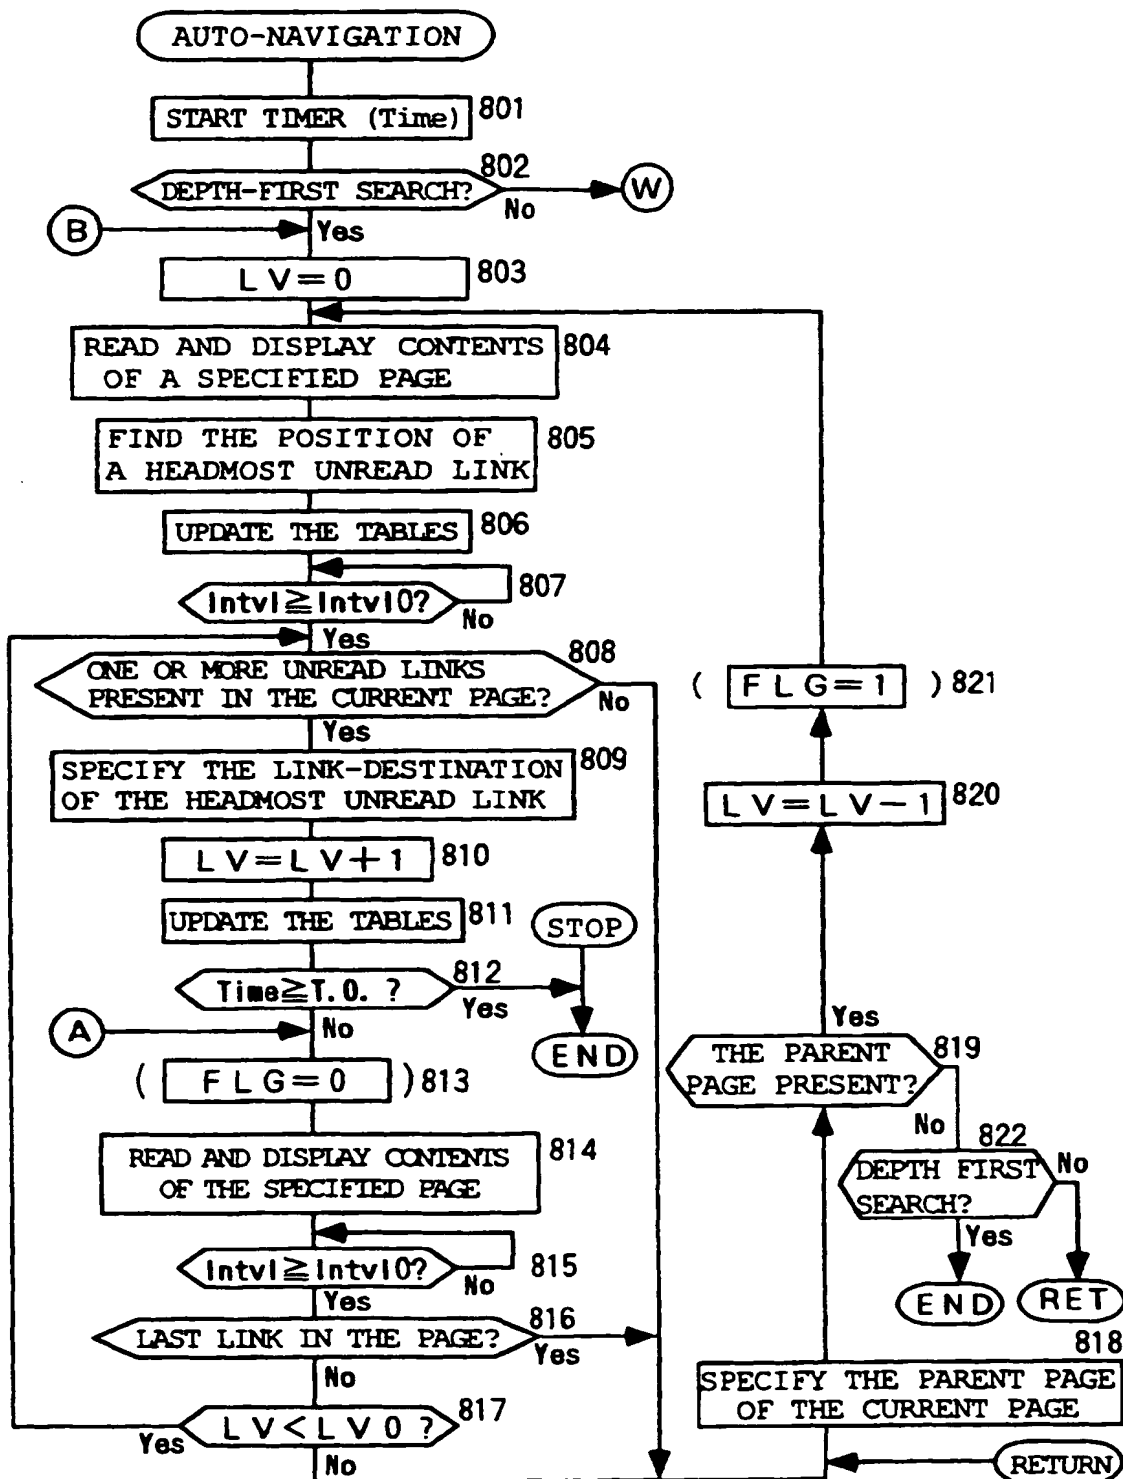 AUTO-NAVIGATION
START TIMER (Time) 801
802
DEPTH-FIRST SEARCH?
No
W
B
Yes
LV=0 803
READ AND DISPLAY CONTENTS
OF A SPECIFIED PAGE
804
FIND THE POSITION OF
A HEADMOST UNREAD LINK
805
UPDATE THE TABLES 806
807
Intvl≧Intvl0?
No
Yes
ONE OR MORE UNREAD LINKS
PRESENT IN THE CURRENT PAGE?
808
No
Yes
SPECIFY THE LINK-DESTINATION
OF THE HEADMOST UNREAD LINK
809
LV=LV+1 810
UPDATE THE TABLES 811
STOP
Time≧T.O. ? 812
Yes
END
A
No
( FLG=0 ) 813
READ AND DISPLAY CONTENTS
OF THE SPECIFIED PAGE
814
Intvl≧Intvl0?
No
815
Yes
LAST LINK IN THE PAGE? 816
Yes
No
LV<LV0 ? 817
Yes
No
( FLG=1 ) 821
LV=LV-1 820
Yes
THE PARENT
PAGE PRESENT?
819
No
822
DEPTH FIRST
SEARCH?
No
Yes
END
RET
818
SPECIFY THE PARENT PAGE
OF THE CURRENT PAGE
RETURN